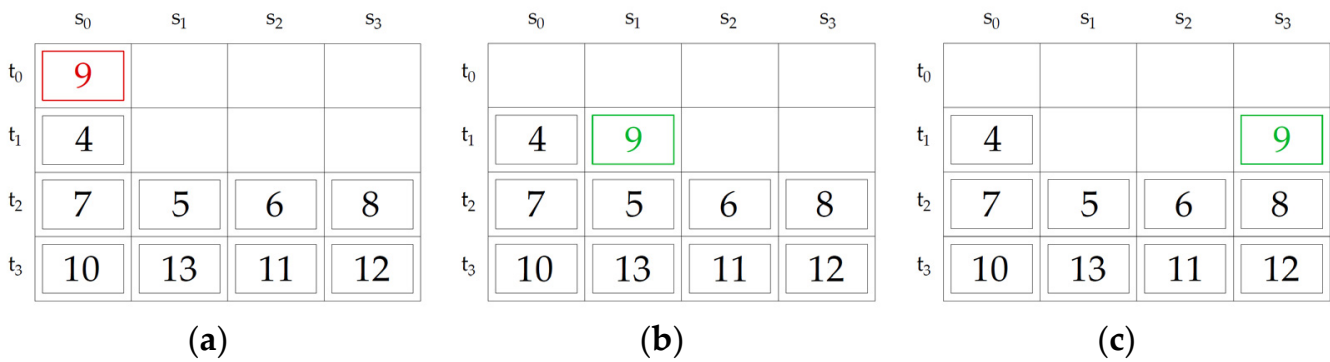 s0 s1 s2 s3 s0 s1 s2 s3 s0 s1 s2 s3
t0 9 t0 t0
t1 4 t1 4 9 t1 4 9
t2 7 5 6 8 t2 7 5 6 8 t2 7 5 6 8
t3 10 13 11 12 t3 10 13 11 12 t3 10 13 11 12
(a) (b) (c)